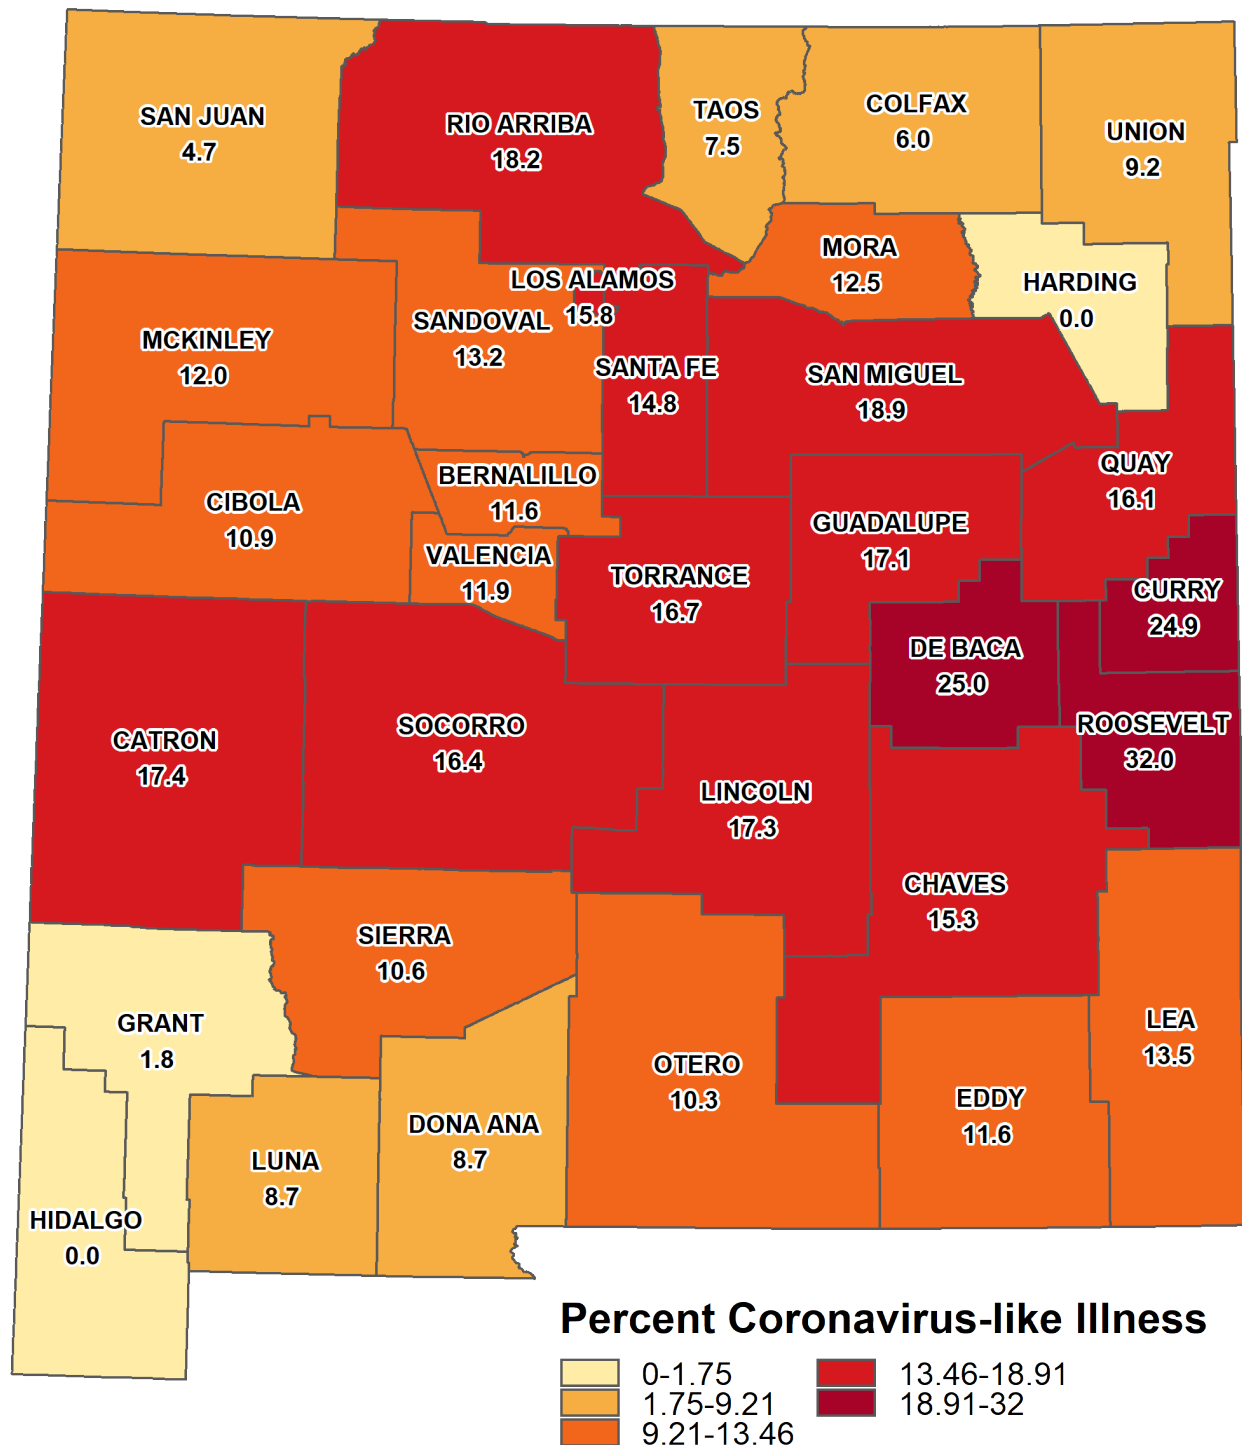 SAN JUAN
4.7
RIO ARRIBA
18.2
TAOS
7.5
COLFAX
6.0
UNION
9.2
MORA
12.5
HARDING
0.0
LOS ALAMOS
15.8
SANDOVAL
13.2
MCKINLEY
12.0
SANTA FE
14.8
SAN MIGUEL
18.9
QUAY
16.1
BERNALILLO
11.6
CIBOLA
10.9
GUADALUPE
17.1
VALENCIA
11.9
TORRANCE
16.7
CURRY
24.9
DE BACA
25.0
ROOSEVELT
32.0
CATRON
17.4
SOCORRO
16.4
LINCOLN
17.3
CHAVES
15.3
SIERRA
10.6
GRANT
1.8
LEA
13.5
OTERO
10.3
EDDY
11.6
DONA ANA
8.7
LUNA
8.7
HIDALGO
0.0
Percent Coronavirus-like Illness
0-1.75
1.75-9.21
9.21-13.46
13.46-18.91
18.91-32